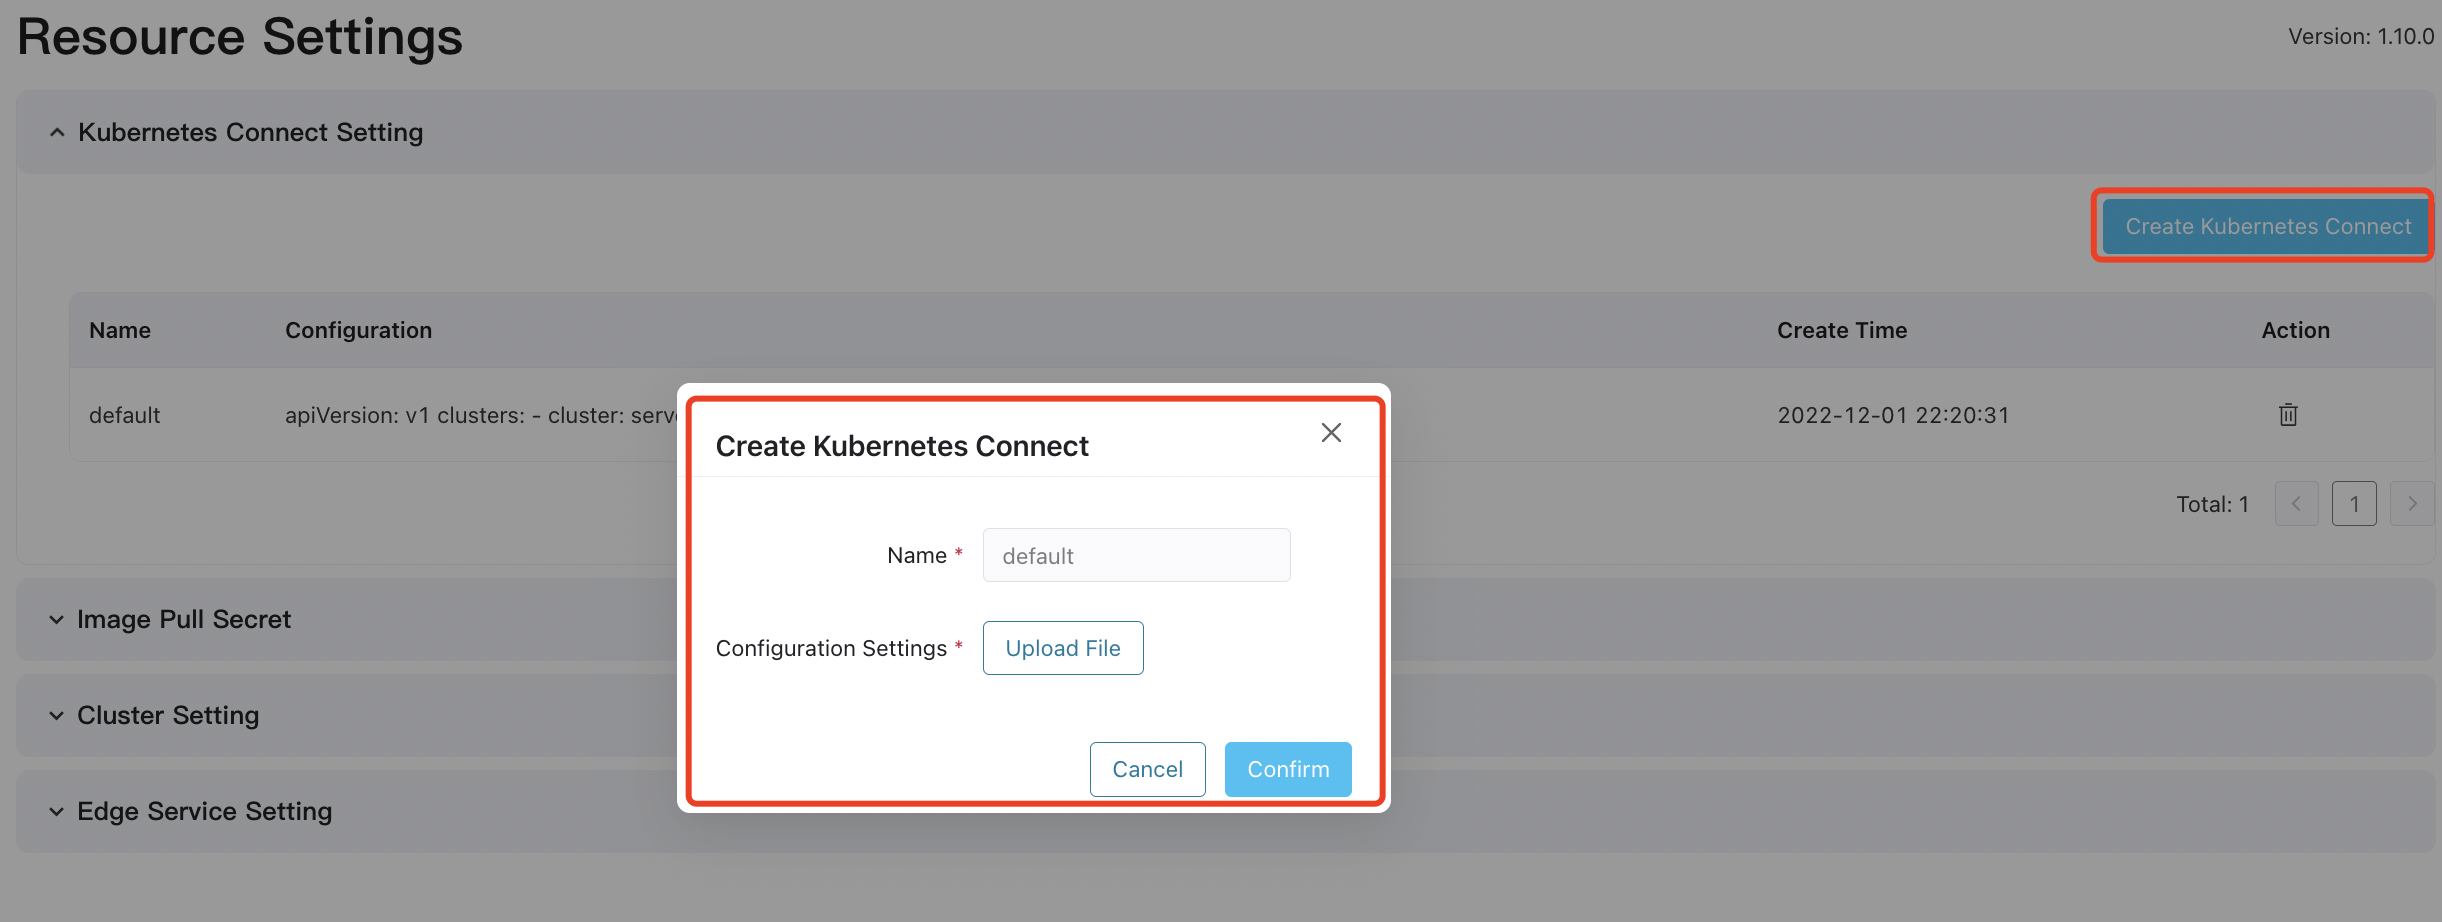 Resource Settings
Version: 1.10.0
Kubernetes Connect Setting
Create Kubernetes Connect
Name Configuration Create Time Action
default apiVersion: v1 clusters: - cluster: serve 2022-12-01 22:20:31
Create Kubernetes Connect
Total: 1 1
Name * default
Configuration Settings * Upload File
Cancel Confirm
Image Pull Secret
Cluster Setting
Edge Service Setting